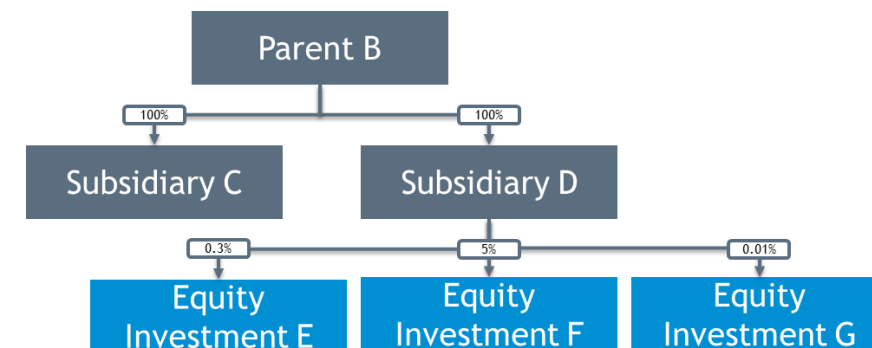 Parent B
100%
100%
Subsidiary C
Subsidiary D
0.3%
5%
0.01%
Equity
Investment E
Equity
Investment F
Equity
Investment G